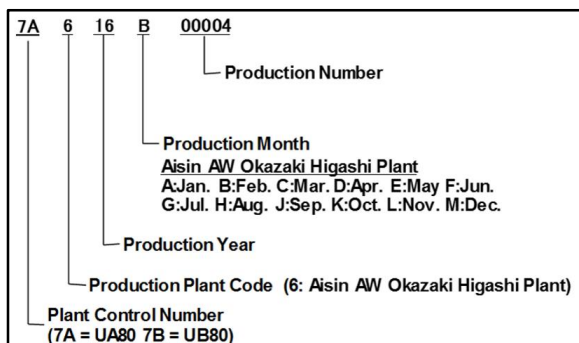 7A 6 16 B 00004
Production Number
Production Month
Aisin AW Okazaki Higashi Plant
A:Jan. B:Feb. C:Mar. D:Apr. E:May F:Jun.
G:Jul. H:Aug. J:Sep. K:Oct. L:Nov. M:Dec.
Production Year
Production Plant Code (6: Aisin AW Okazaki Higashi Plant)
Plant Control Number
(7A = UA80 7B = UB80)